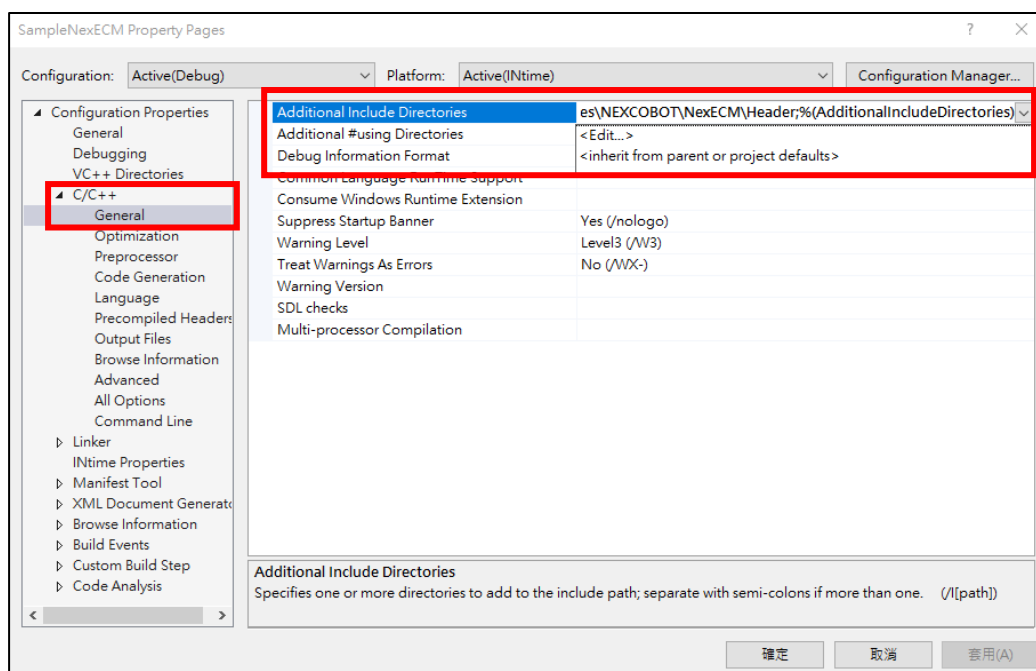 SampleNexECM Property Pages
? ×
Configuration: Active(Debug) Platform: Active(INtime) Configuration Manager...
Configuration Properties
General
Debugging
VC++ Directories
C/C++
General
Optimization
Preprocessor
Code Generation
Language
Precompiled Headers
Output Files
Browse Information
Advanced
All Options
Command Line
Linker
INtime Properties
Manifest Tool
XML Document Generato
Browse Information
Build Events
Custom Build Step
Code Analysis
Additional Include Directories es\NEXCOBOT\NexECM\Header;%(AdditionalIncludeDirectories)
Additional #using Directories <Edit...>
Debug Information Format <inherit from parent or project defaults>
Common Language RunTime Support
Consume Windows Runtime Extension
Suppress Startup Banner Yes (/nologo)
Warning Level Level3 (/W3)
Treat Warnings As Errors No (/WX-)
Warning Version
SDL checks
Multi-processor Compilation
Additional Include Directories
Specifies one or more directories to add to the include path; separate with semi-colons if more than one. (/I[path])
確定 取消 套用(A)